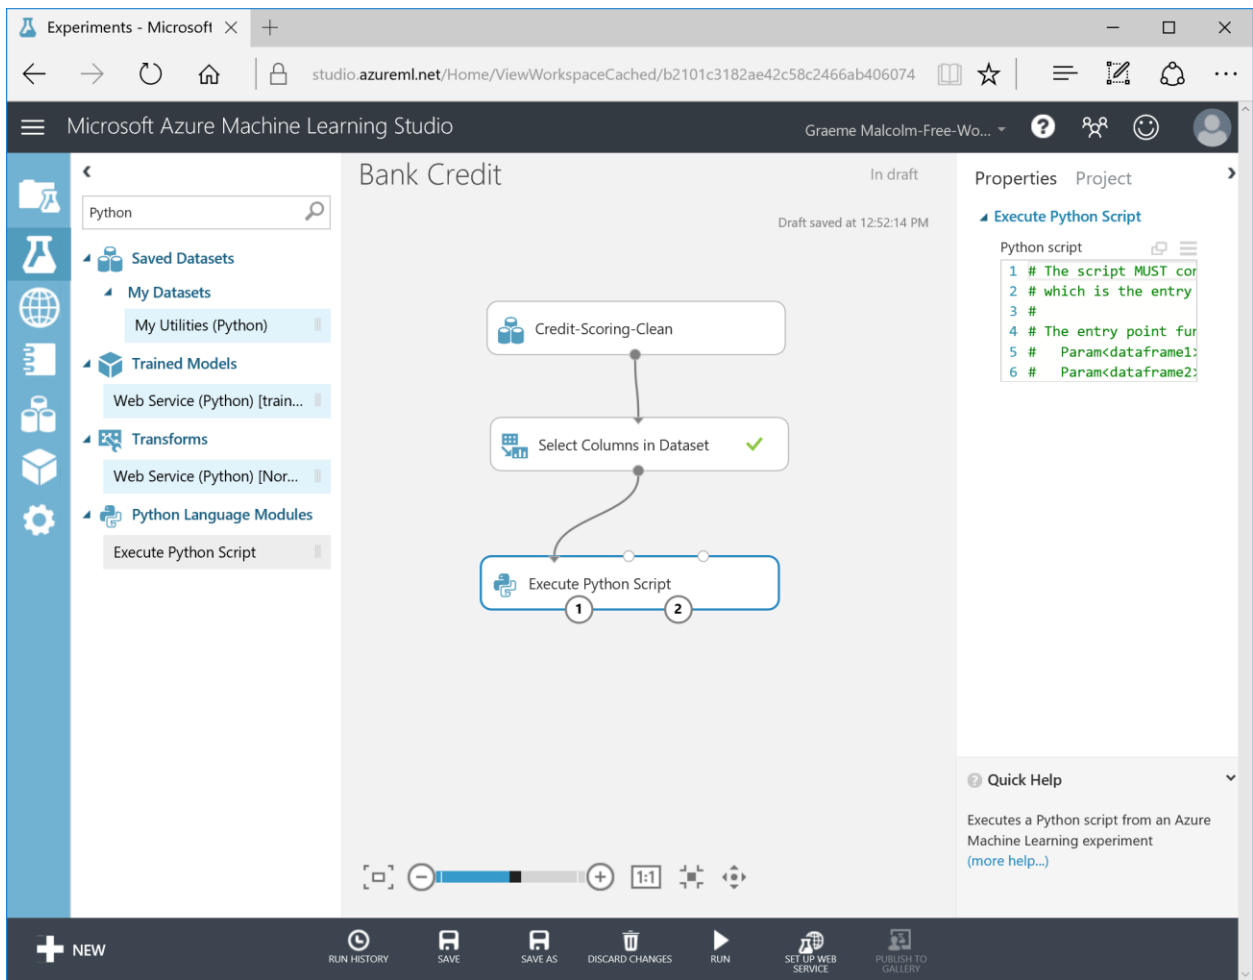 Experiments - Microsoft
studio.azureml.net/Home/ViewWorkspaceCached/b2101c3182ae42c58c2466ab406074
Microsoft Azure Machine Learning Studio
Graeme Malcolm-Free-Wo...
Python
Saved Datasets
My Datasets
My Utilities (Python)
Trained Models
Web Service (Python) [train...
Transforms
Web Service (Python) [Nor...
Python Language Modules
Execute Python Script
Bank Credit
In draft
Draft saved at 12:52:14 PM
Credit-Scoring-Clean
Select Columns in Dataset
Execute Python Script
1
2
1:1
Properties Project
Execute Python Script
Python script
1 # The script MUST con
2 # which is the entry
3 #
4 # The entry point fun
5 #   Param<dataframe1>
6 #   Param<dataframe2>
Quick Help
Executes a Python script from an Azure
Machine Learning experiment
(more help...)
NEW
RUN HISTORY
SAVE
SAVE AS
DISCARD CHANGES
RUN
SET UP WEB
SERVICE
PUBLISH TO
GALLERY